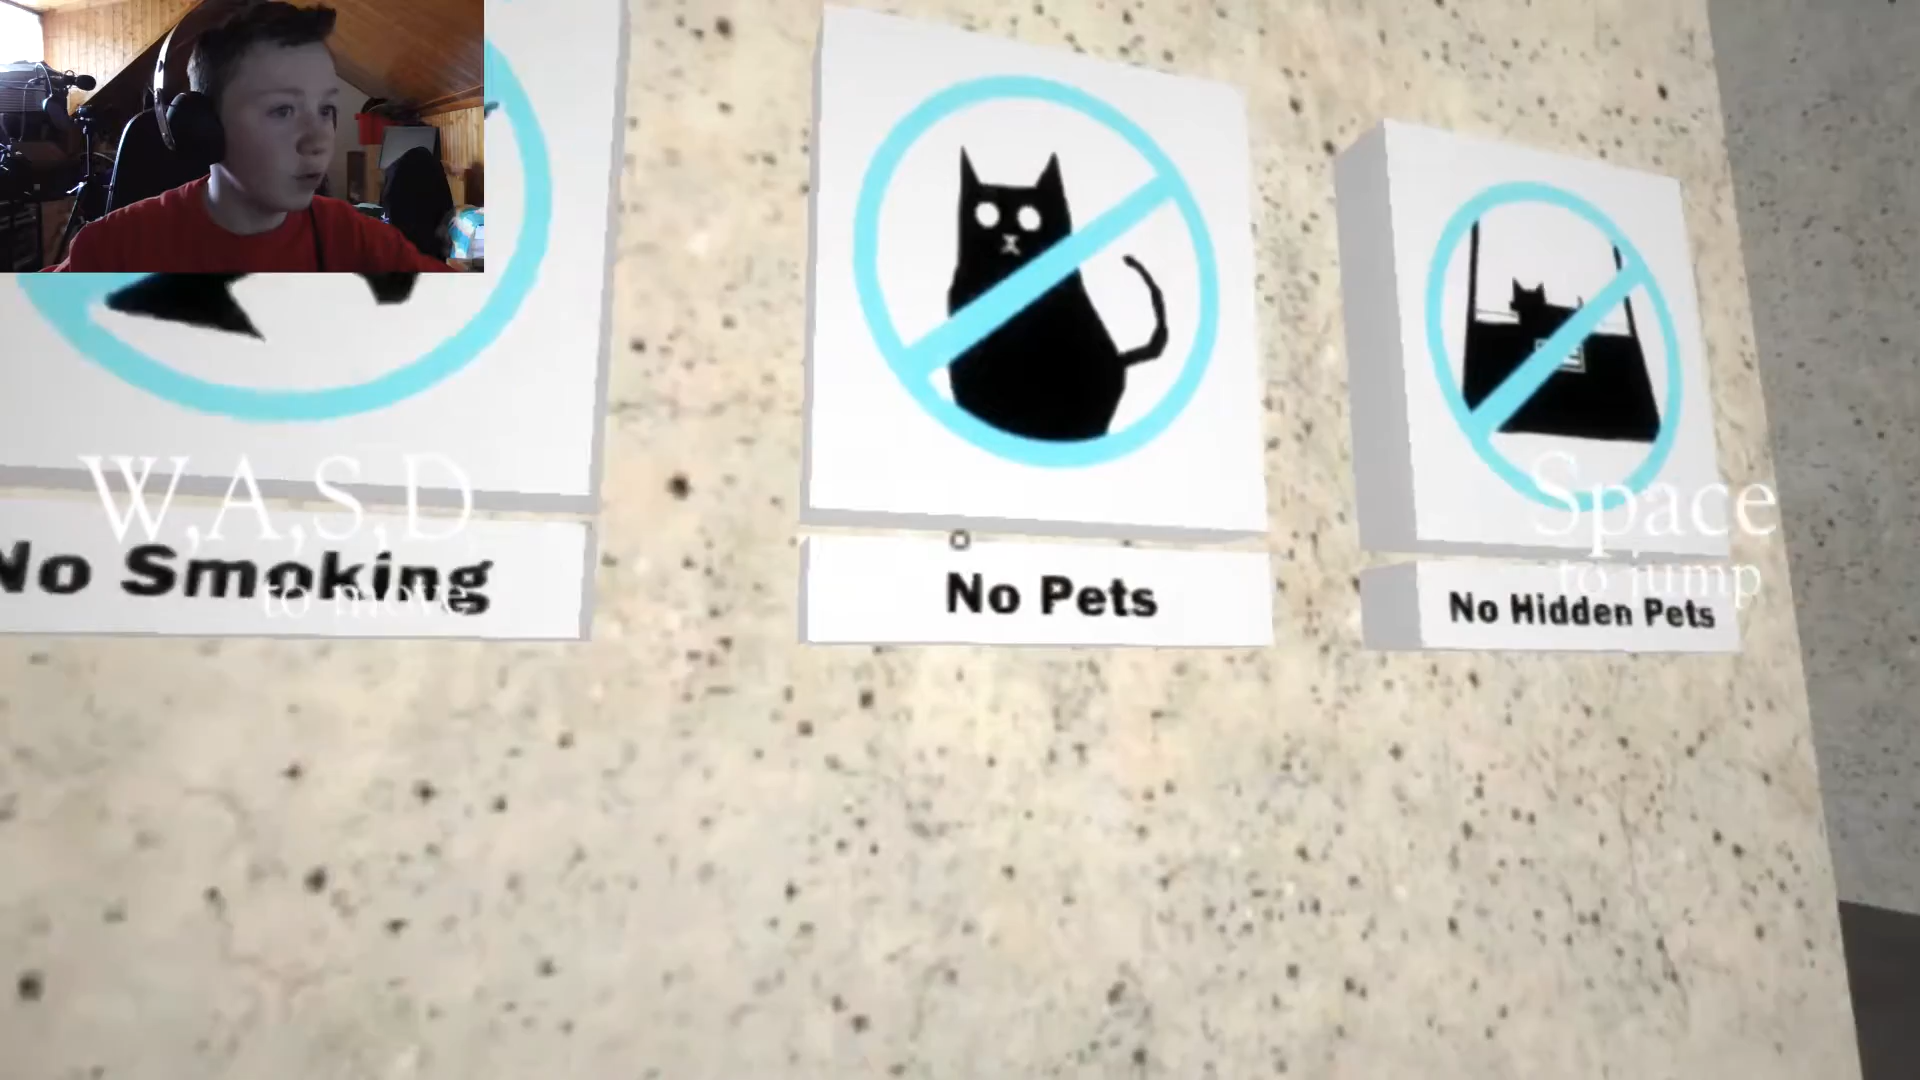 W,A,S,D
to move
No Smoking
No Pets
Space
to jump
No Hidden Pets